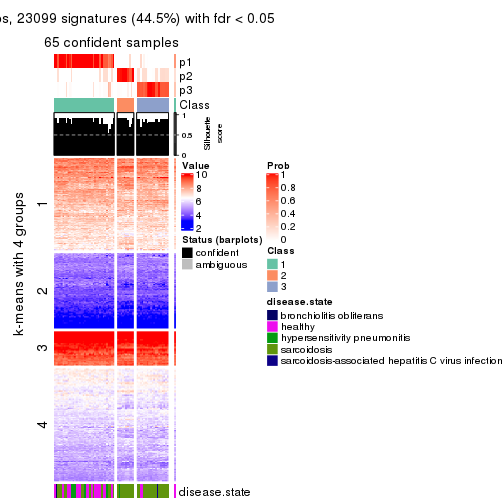 os, 23099 signatures (44.5%) with fdr < 0.05
65 confident samples
p1
p2
p3
Class
1
0.5
0
Silhouette
score
k-means with 4 groups
1
2
3
4
disease.state
Value
10
8
6
4
2
Status (barplots)
confident
ambiguous
Prob
1
0.8
0.6
0.4
0.2
0
Class
1
2
3
disease.state
bronchiolitis obliterans
healthy
hypersensitivity pneumonitis
sarcoidosis
sarcoidosis-associated hepatitis C virus infection